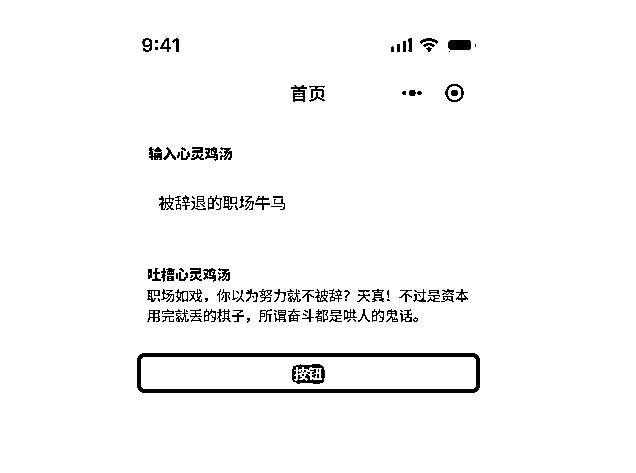 9:41
首页
输入心灵鸡汤
被辞退的职场牛马
吐槽心灵鸡汤
职场如戏，你以为努力就不被辞？天真！不过是资本
用完就丢的棋子，所谓奋斗都是哄人的鬼话。
按钮